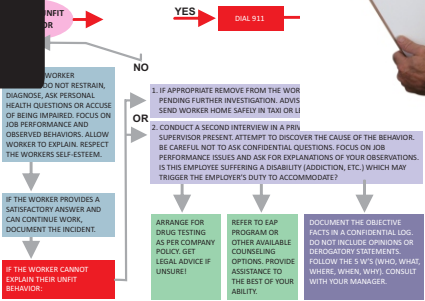 UNFIT
OR
YES
DIAL 911
NO
WORKER
DO NOT RESTRAIN,
DIAGNOSE, ASK PERSONAL
HEALTH QUESTIONS OR ACCUSE
OF BEING IMPAIRED. FOCUS ON
JOB PERFORMANCE AND
OBSERVED BEHAVIORS. ALLOW
WORKER TO EXPLAIN. RESPECT
THE WORKERS SELF-ESTEEM.
1. IF APPROPRIATE REMOVE FROM THE WOR
PENDING FURTHER INVESTIGATION. ADVIS
SEND WORKER HOME SAFELY IN TAXI OR
OR
2. CONDUCT A SECOND INTERVIEW IN A PRIV
SUPERVISOR PRESENT. ATTEMPT TO DISCOVER THE CAUSE OF THE BEHAVIOR.
BE CAREFUL NOT TO ASK CONFIDENTIAL QUESTIONS. FOCUS ON JOB
PERFORMANCE ISSUES AND ASK FOR EXPLANATIONS OF YOUR OBSERVATIONS.
IS THIS EMPLOYEE SUFFERING A DISABILITY (ADDICTION, ETC.) WHICH MAY
TRIGGER THE EMPLOYER'S DUTY TO ACCOMMODATE?
IF THE WORKER PROVIDES A
SATISFACTORY ANSWER AND
CAN CONTINUE WORK,
DOCUMENT THE INCIDENT.
IF THE WORKER CANNOT
EXPLAIN THEIR UNFIT
BEHAVIOR:
ARRANGE FOR
DRUG TESTING
AS PER COMPANY
POLICY. GET
LEGAL ADVICE IF
UNSURE!
REFER TO EAP
PROGRAM OR
OTHER AVAILABLE
COUNSELING
OPTIONS. PROVIDE
ASSISTANCE TO
THE BEST OF YOUR
ABILITY.
DOCUMENT THE OBJECTIVE
FACTS IN A CONFIDENTIAL LOG.
DO NOT INCLUDE OPINIONS OR
DEROGATORY STATEMENTS.
FOLLOW THE 5 W'S (WHO, WHAT,
WHERE, WHEN, WHY). CONSULT
WITH YOUR MANAGER.